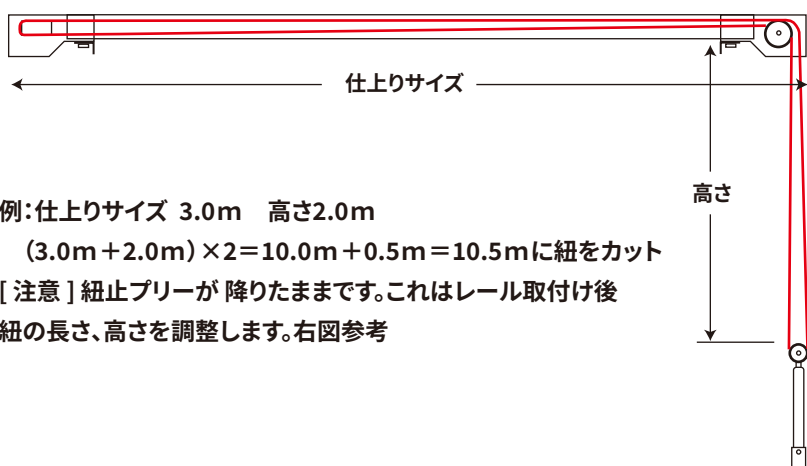 仕上りサイズ
高さ
例:仕上りサイズ 3.0m 高さ2.0m
(3.0m+2.0m)×2=10.0m+0.5m=10.5mに紐をカット
[ 注意 ] 紐止プリーが 降りたままです。これはレール取付け後
紐の長さ、高さを調整します。右図参考